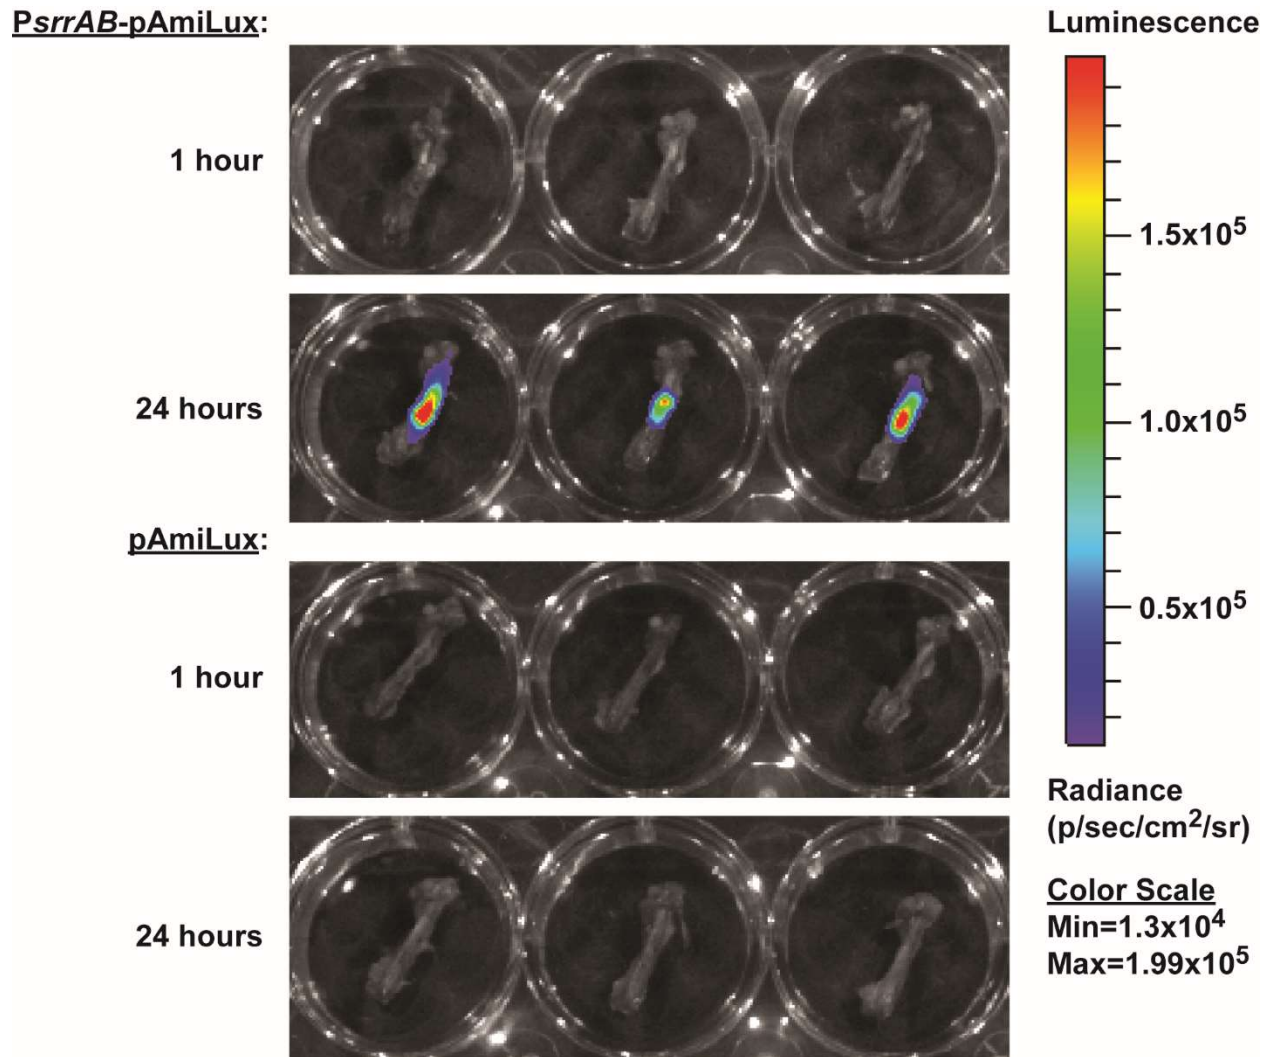 PsrrAB-pAmiLux:
1 hour
24 hours
pAmiLux:
1 hour
24 hours
Luminescence
1.5x10⁵
1.0x10⁵
0.5x10⁵
Radiance
(p/sec/cm²/sr)
Color Scale
Min=1.3x10⁴
Max=1.99x10⁵